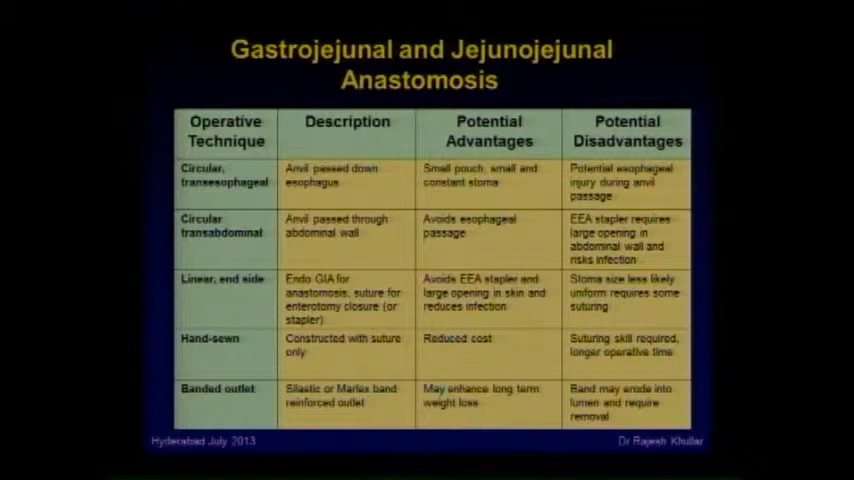 Gastrojejunal and Jejunojejunal
Anastomosis
Operative
Technique
Description
Potential
Advantages
Potential
Disadvantages
Circular,
transesophageal
Anvil passed down
esophagus
Small pouch, small and
constant stoma
Potential esophageal
injury during anvil
passage
Circular
transabdominal
Anvil passed through
abdominal wall
Avoids esophageal
passage
EEA stapler requires
large opening in
abdominal wall and
risks infection
Linear, end side
Endo GIA for
anastomosis, suture for
enterotomy closure (or
stapler)
Avoids EEA stapler and
large opening in skin and
reduces infection
Stoma size less likely
uniform requires some
suturing
Hand-sewn
Constructed with suture
only
Reduced cost
Suturing skill required,
longer operative time
Banded outlet
Silastic or Marlex band
reinforced outlet
May enhance long term
weight loss
Band may erode into
lumen and require
removal
Hyderabad July 2013
Dr Rajesh Khullar